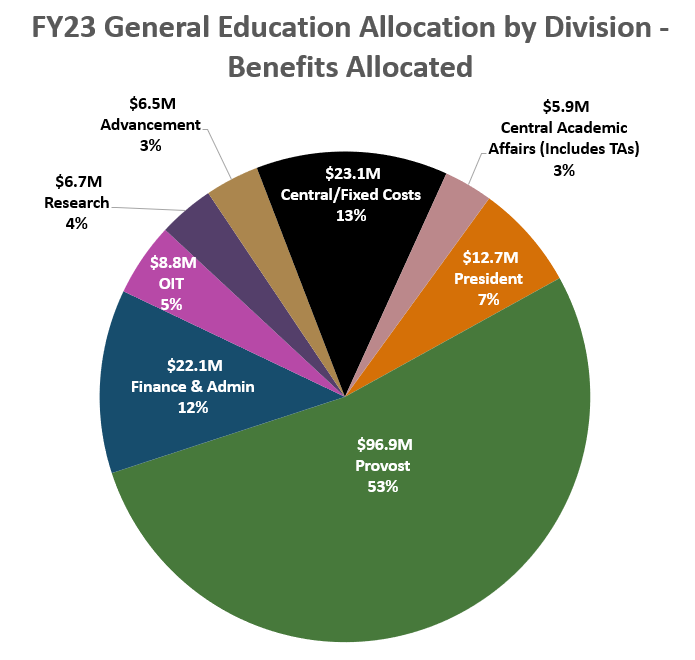 FY23 General Education Allocation by Division -
Benefits Allocated
$6.5M
Advancement
3%
$5.9M
Central Academic
Affairs (Includes TAs)
3%
$23.1M
Central/Fixed Costs
13%
$6.7M
Research
4%
$12.7M
President
7%
$8.8M
OIT
5%
$22.1M
Finance & Admin
12%
$96.9M
Provost
53%